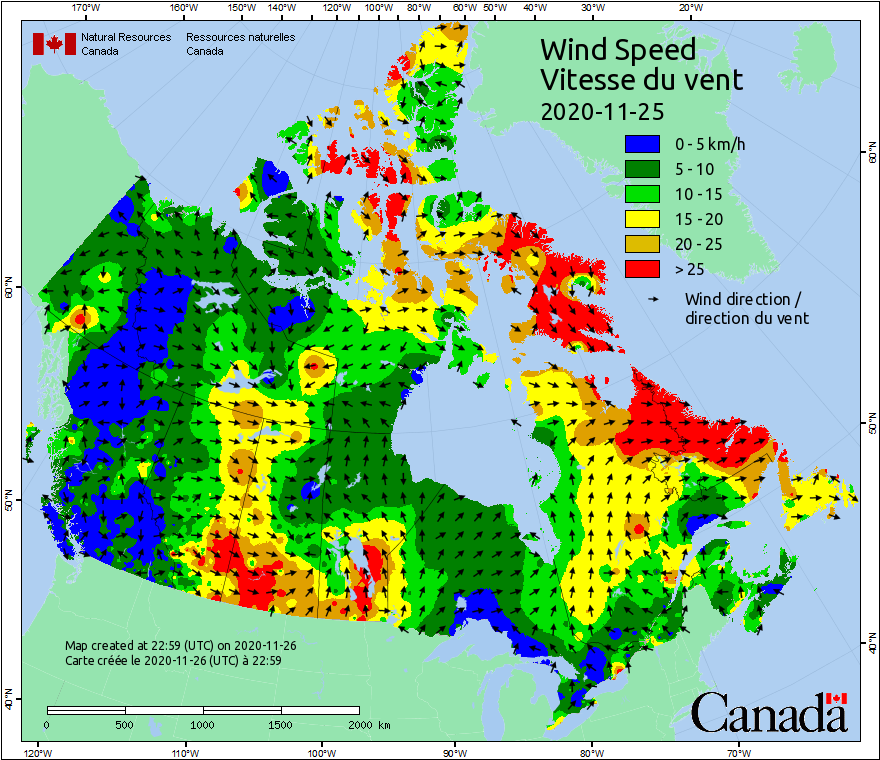 170°W 160°W 150°W 140°W 130°W 120°W 110°W 100°W 90°W 80°W 70°W 60°W 50°W 40°W 30°W 20°W
Natural Resources Ressources naturelles
Canada Canada
Wind Speed
Vitesse du vent
2020-11-25
0 - 5 km/h
5 - 10
10 - 15
15 - 20
20 - 25
> 25
Wind direction /
direction du vent
60°N
60°N
50°N
50°N
40°N
40°N
Map created at 22:59 (UTC) on 2020-11-26
Carte créée le 2020-11-26 (UTC) à 22:59
0 500 1000 1500 2000 km
Canada
120°W 110°W 100°W 90°W 80°W 70°W